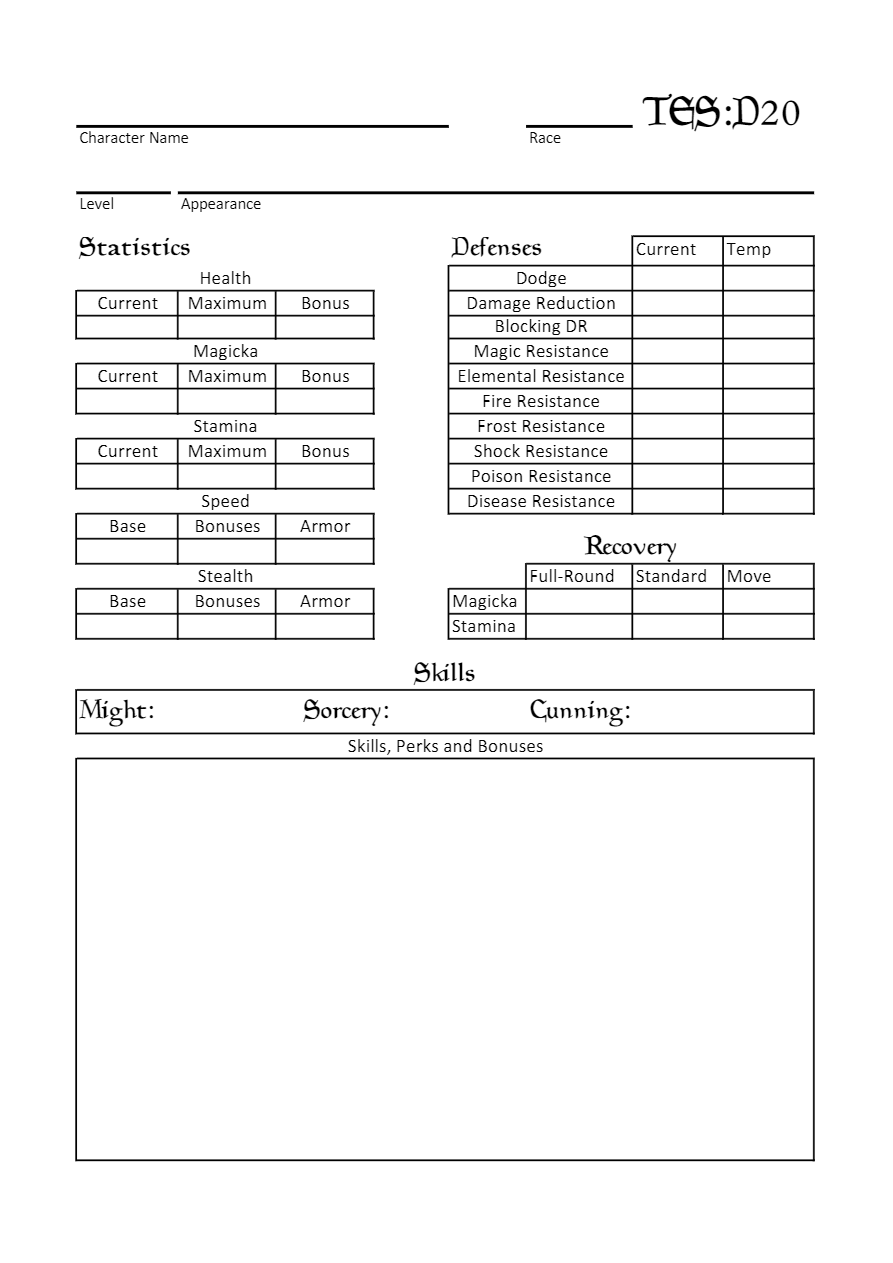 TES:D20
Character Name Race
Level Appearance
Statistics
Health
Current Maximum Bonus
Magicka
Current Maximum Bonus
Stamina
Current Maximum Bonus
Speed
Base Bonuses Armor
Stealth
Base Bonuses Armor
Defenses Current Temp
Dodge
Damage Reduction
Blocking DR
Magic Resistance
Elemental Resistance
Fire Resistance
Frost Resistance
Shock Resistance
Poison Resistance
Disease Resistance
Recovery
Full-Round Standard Move
Magicka
Stamina
Skills
Might: Sorcery: Cunning:
Skills, Perks and Bonuses